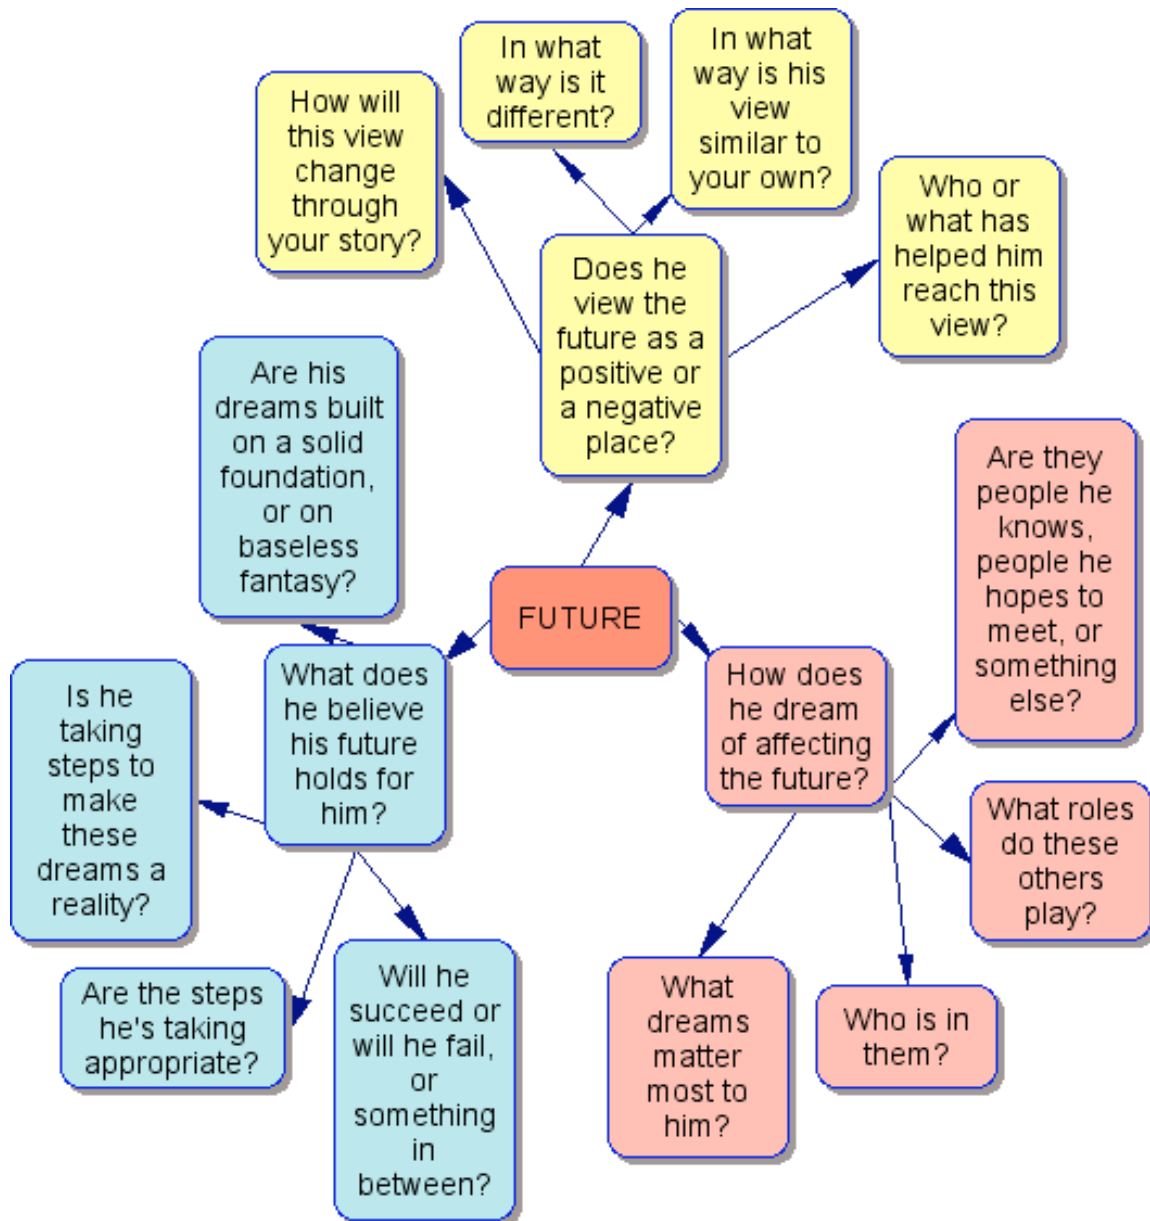 In what
way is it
different?
In what
way is his
view
similar to
your own?
How will
this view
change
through
your story?
Who or
what has
helped him
reach this
view?
Does he
view the
future as a
positive or
a negative
place?
Are his
dreams built
on a solid
foundation,
or on
baseless
fantasy?
Are they
people he
knows,
people he
hopes to
meet, or
something
else?
FUTURE
What does
he believe
his future
holds for
him?
How does
he dream
of affecting
the future?
Is he
taking
steps to
make
these
dreams a
reality?
What roles
do these
others
play?
Are the steps
he's taking
appropriate?
Will he
succeed or
will he fail,
or
something
in
between?
What
dreams
matter
most to
him?
Who is in
them?